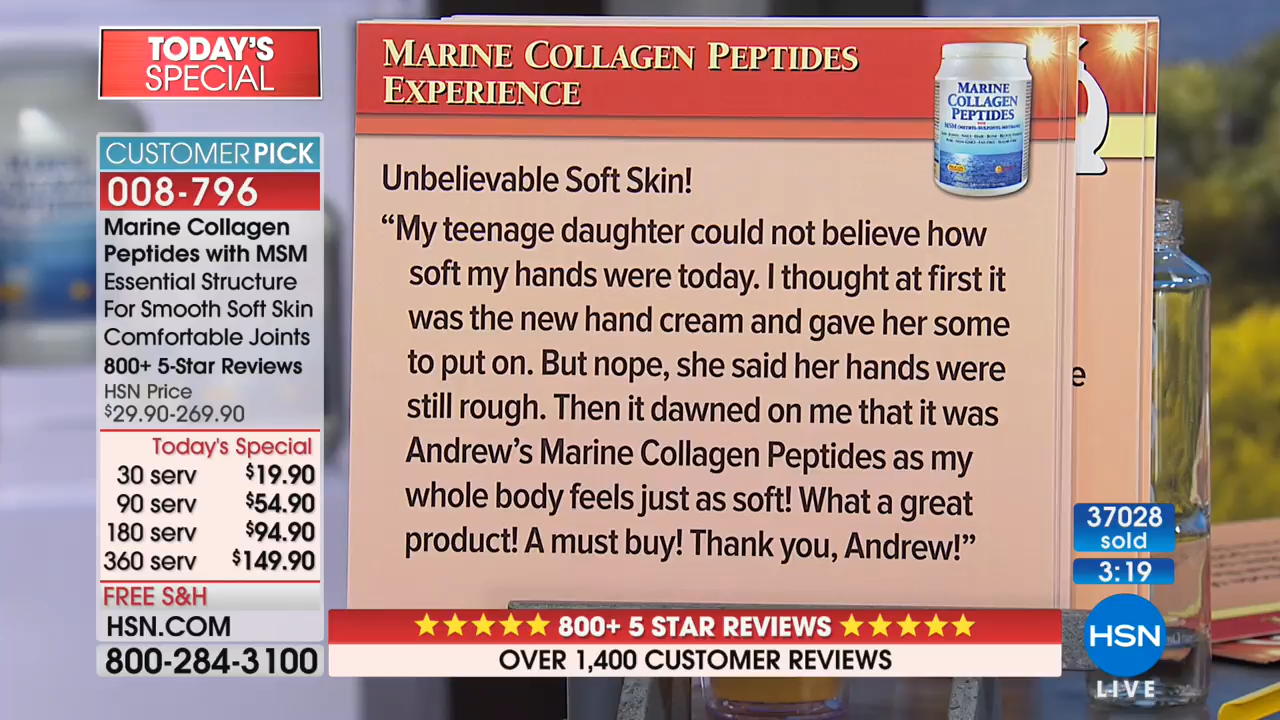 TODAY'S
SPECIAL
CUSTOMER PICK
008-796
Marine Collagen
Peptides with MSM
Essential Structure
For Smooth Soft Skin
Comfortable Joints
800+ 5-Star Reviews
HSN Price
$29.90-269.90
Today's Special
30 serv $19.90
90 serv $54.90
180 serv $94.90
360 serv $149.90
FREE S&H
HSN.COM
800-284-3100
MARINE COLLAGEN PEPTIDES
EXPERIENCE
MARINE
COLLAGEN
PEPTIDES
Unbelievable Soft Skin!
“My teenage daughter could not believe how
soft my hands were today. I thought at first it
was the new hand cream and gave her some
to put on. But nope, she said her hands were
still rough. Then it dawned on me that it was
Andrew’s Marine Collagen Peptides as my
whole body feels just as soft! What a great
product! A must buy! Thank you, Andrew!”
e
37028
sold
3:19
HSN
LIVE
800+ 5 STAR REVIEWS
OVER 1,400 CUSTOMER REVIEWS